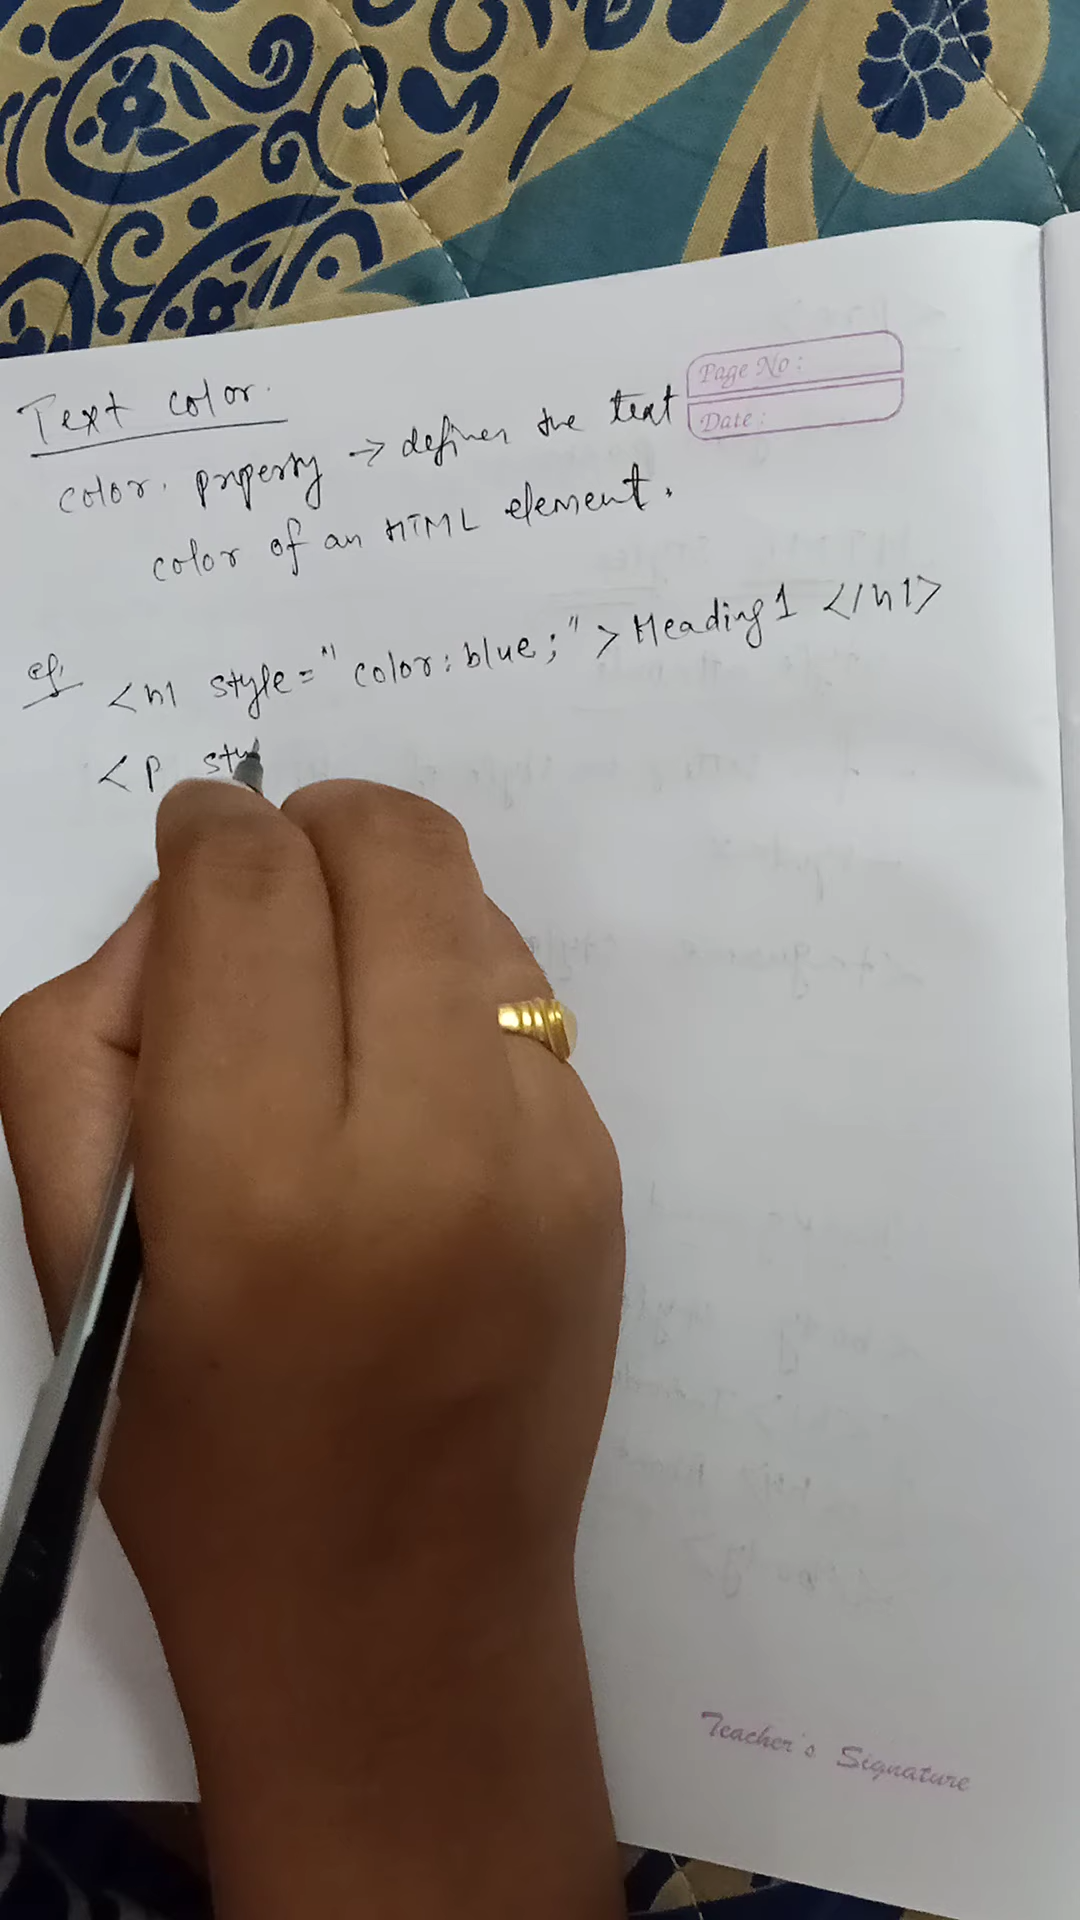 Page No :
Date :
Text color.
color. property → defines the text
color of an HTML element.
eg. <h1 style="color:blue;">Heading 1 </h1>
<p sty
Teacher's Signature